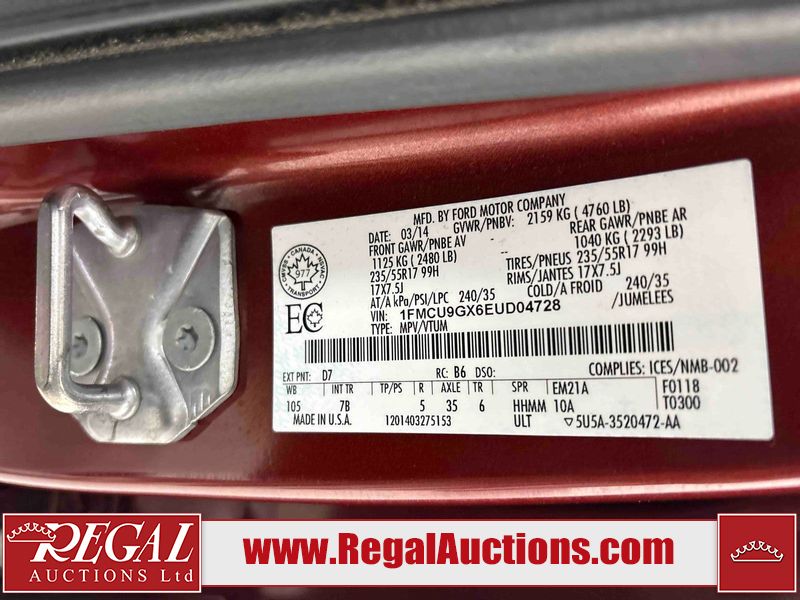 MFD. BY FORD MOTOR COMPANY
DATE: 03/14 GVWR/PNBV: 2159 KG ( 4760 LB)
FRONT GAWR/PNBE AV REAR GAWR/PNBE AR
1125 KG ( 2480 LB) 1040 KG ( 2293 LB)
235/55R17 99H TIRES/PNEUS 235/55R17 99H
17X7.5J RIMS/JANTES 17X7.5J
AT/A kPa/PSI/LPC 240/35 COLD/A FROID 240/35
VIN: 1FMCU9GX6EUD04728 /JUMELEES
TYPE: MPV/VTUM
CANADA
977
TRANSPORT
EC
EXT PNT: D7 RC: B6 DSO: COMPLIES: ICES/NMB-002
WB INT TR TP/PS R AXLE TR SPR EM21A F0118
105 7B 5 35 6 HHMM 10A T0300
MADE IN U.S.A. 1201403275153 ULT ▽5U5A-3520472-AA
REGAL
AUCTIONS Ltd
www.RegalAuctions.com